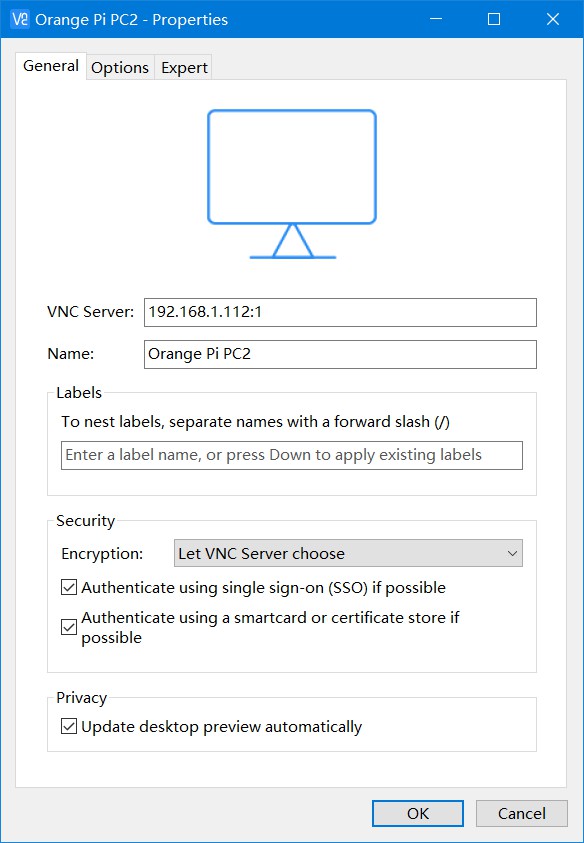 Orange Pi PC2 - Properties
General Options Expert
VNC Server: 192.168.1.112:1
Name: Orange Pi PC2
Labels
To nest labels, separate names with a forward slash (/)
Enter a label name, or press Down to apply existing labels
Security
Encryption: Let VNC Server choose
Authenticate using single sign-on (SSO) if possible
Authenticate using a smartcard or certificate store if
possible
Privacy
Update desktop preview automatically
OK Cancel